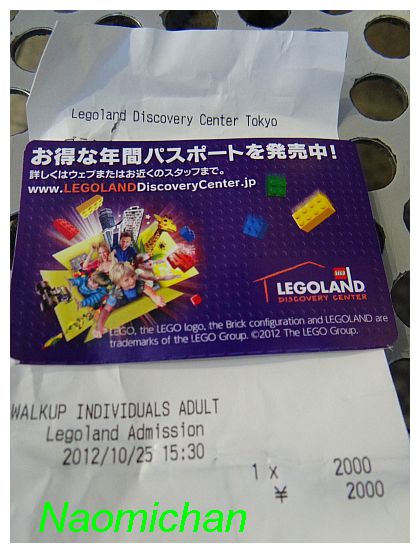 Legoland Discovery Center Tokyo
お得な年間パスポートを発売中!
詳しくはウェブまたはお近くのスタッフまで。
www.LEGOLANDDiscoveryCenter.jp
LEGO
LEGOLAND
DISCOVERY CENTER
LEGO, the LEGO logo, the Brick configuration and LEGOLAND are
trademarks of the LEGO Group. ©2012 The LEGO Group.
WALKUP INDIVIDUALS ADULT
Legoland Admission
2012/10/25 15:30
1 x 2000
¥ 2000
Naomichan